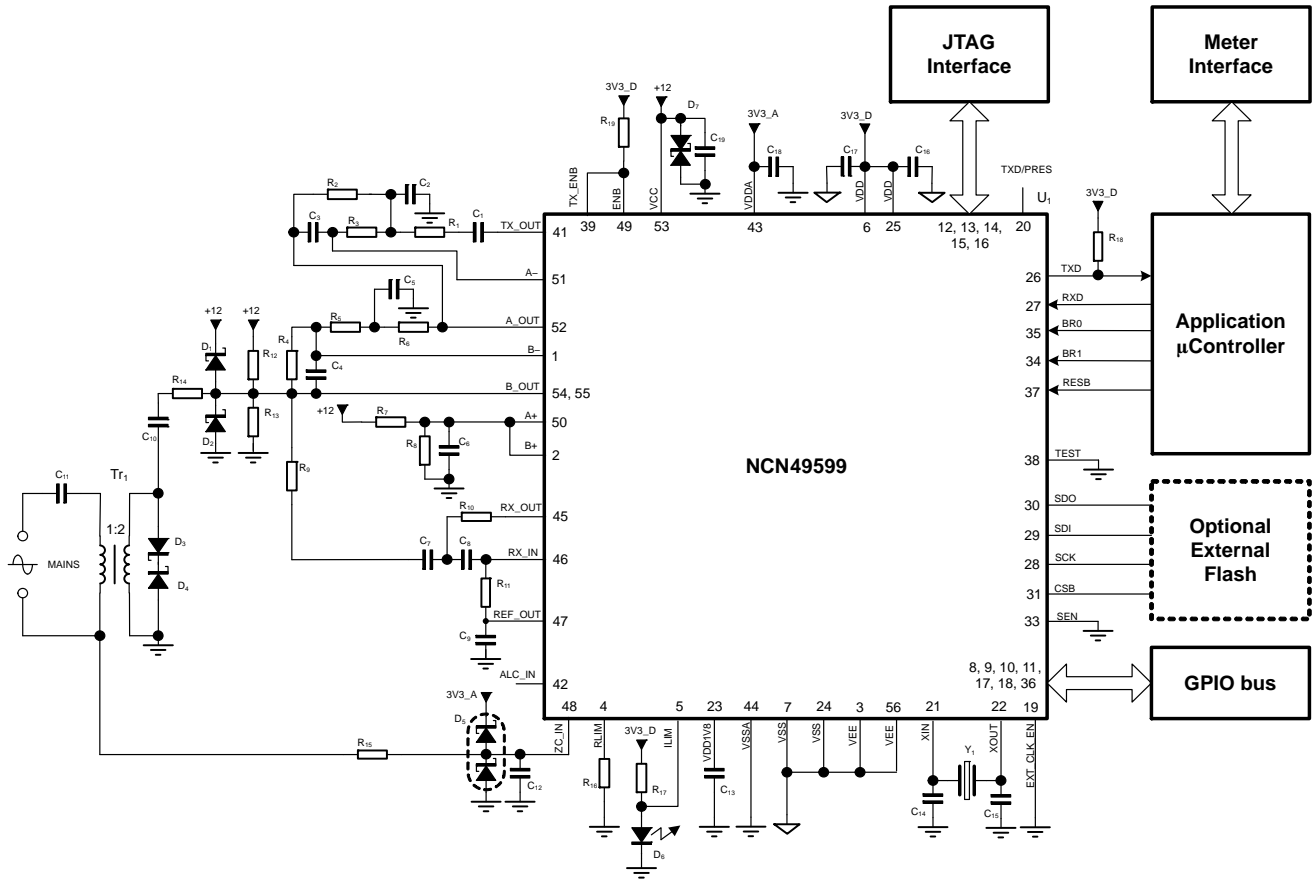 JTAG
Interface
Meter
Interface
3V3_D
+12
D7
3V3_A
3V3_D
R19
C19
C18
C17
C16
TX_ENB
ENB
VCC
VDDA
VDD
VDD
TXD/PRES
U1
3V3_D
R18
R2
C2
C3
R3
R1
C1
TX_OUT
41
39
49
53
43
6
25
12, 13, 14,
15, 16
20
A−
51
C5
R5
R6
A_OUT
52
B−
1
+12
+12
D1
R12
R4
C4
R14
B_OUT
54, 55
D2
R13
C10
+12
R7
A+
50
R8
C6
B+
2
R9
R10
RX_OUT
45
C7
C8
RX_IN
46
R11
REF_OUT
47
C9
ALC_IN
42
C11
Tr1
1:2
MAINS
D3
D4
NCN49599
26
TXD
27
RXD
35
BR0
34
BR1
37
RESB
Application
µController
38
TEST
30
SDO
29
SDI
28
SCK
31
CSB
33
SEN
Optional
External
Flash
8, 9, 10, 11,
17, 18, 36
GPIO bus
48
4
5
23
44
7
24
3
56
21
22
19
ZC_IN
RLIM
ILIM
VDD1V8
VSSA
VSS
VSS
VEE
VEE
XIN
XOUT
EXT_CLK_EN
3V3_A
D5
R15
C12
R16
3V3_D
R17
D6
C13
Y1
C14
C15